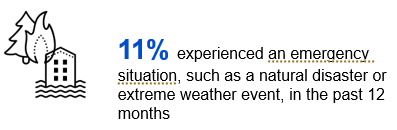 11% experienced an emergency
situation, such as a natural disaster or
extreme weather event, in the past 12
months